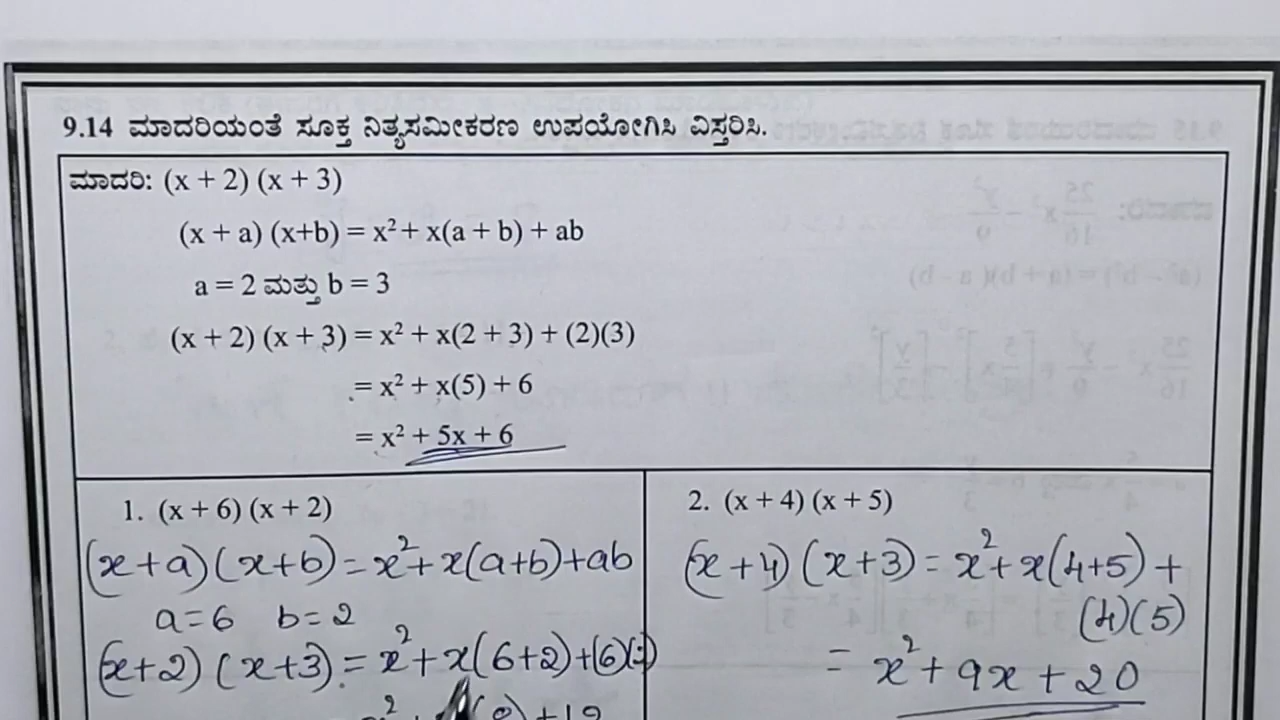 9.14 ಮಾದರಿಯಂತೆ ಸೂಕ್ತ ನಿತ್ಯಸಮೀಕರಣ ಉಪಯೋಗಿಸಿ ವಿಸ್ತರಿಸಿ.
ಮಾದರಿ: (x + 2) (x + 3)
(x + a) (x+b) = x² + x(a + b) + ab
a = 2 ಮತ್ತು b = 3
(x + 2) (x + 3) = x² + x(2 + 3) + (2)(3)
= x² + x(5) + 6
= x² + 5x + 6
1. (x + 6) (x + 2)
(x+a)(x+b)=x²+x(a+b)+ab
a=6 b=2
(x+2)(x+3)=x²+x(6+2)+(6)
2. (x + 4) (x + 5)
(x+4)(x+3)=x²+x(4+5)+
(4)(5)
= x²+9x+20